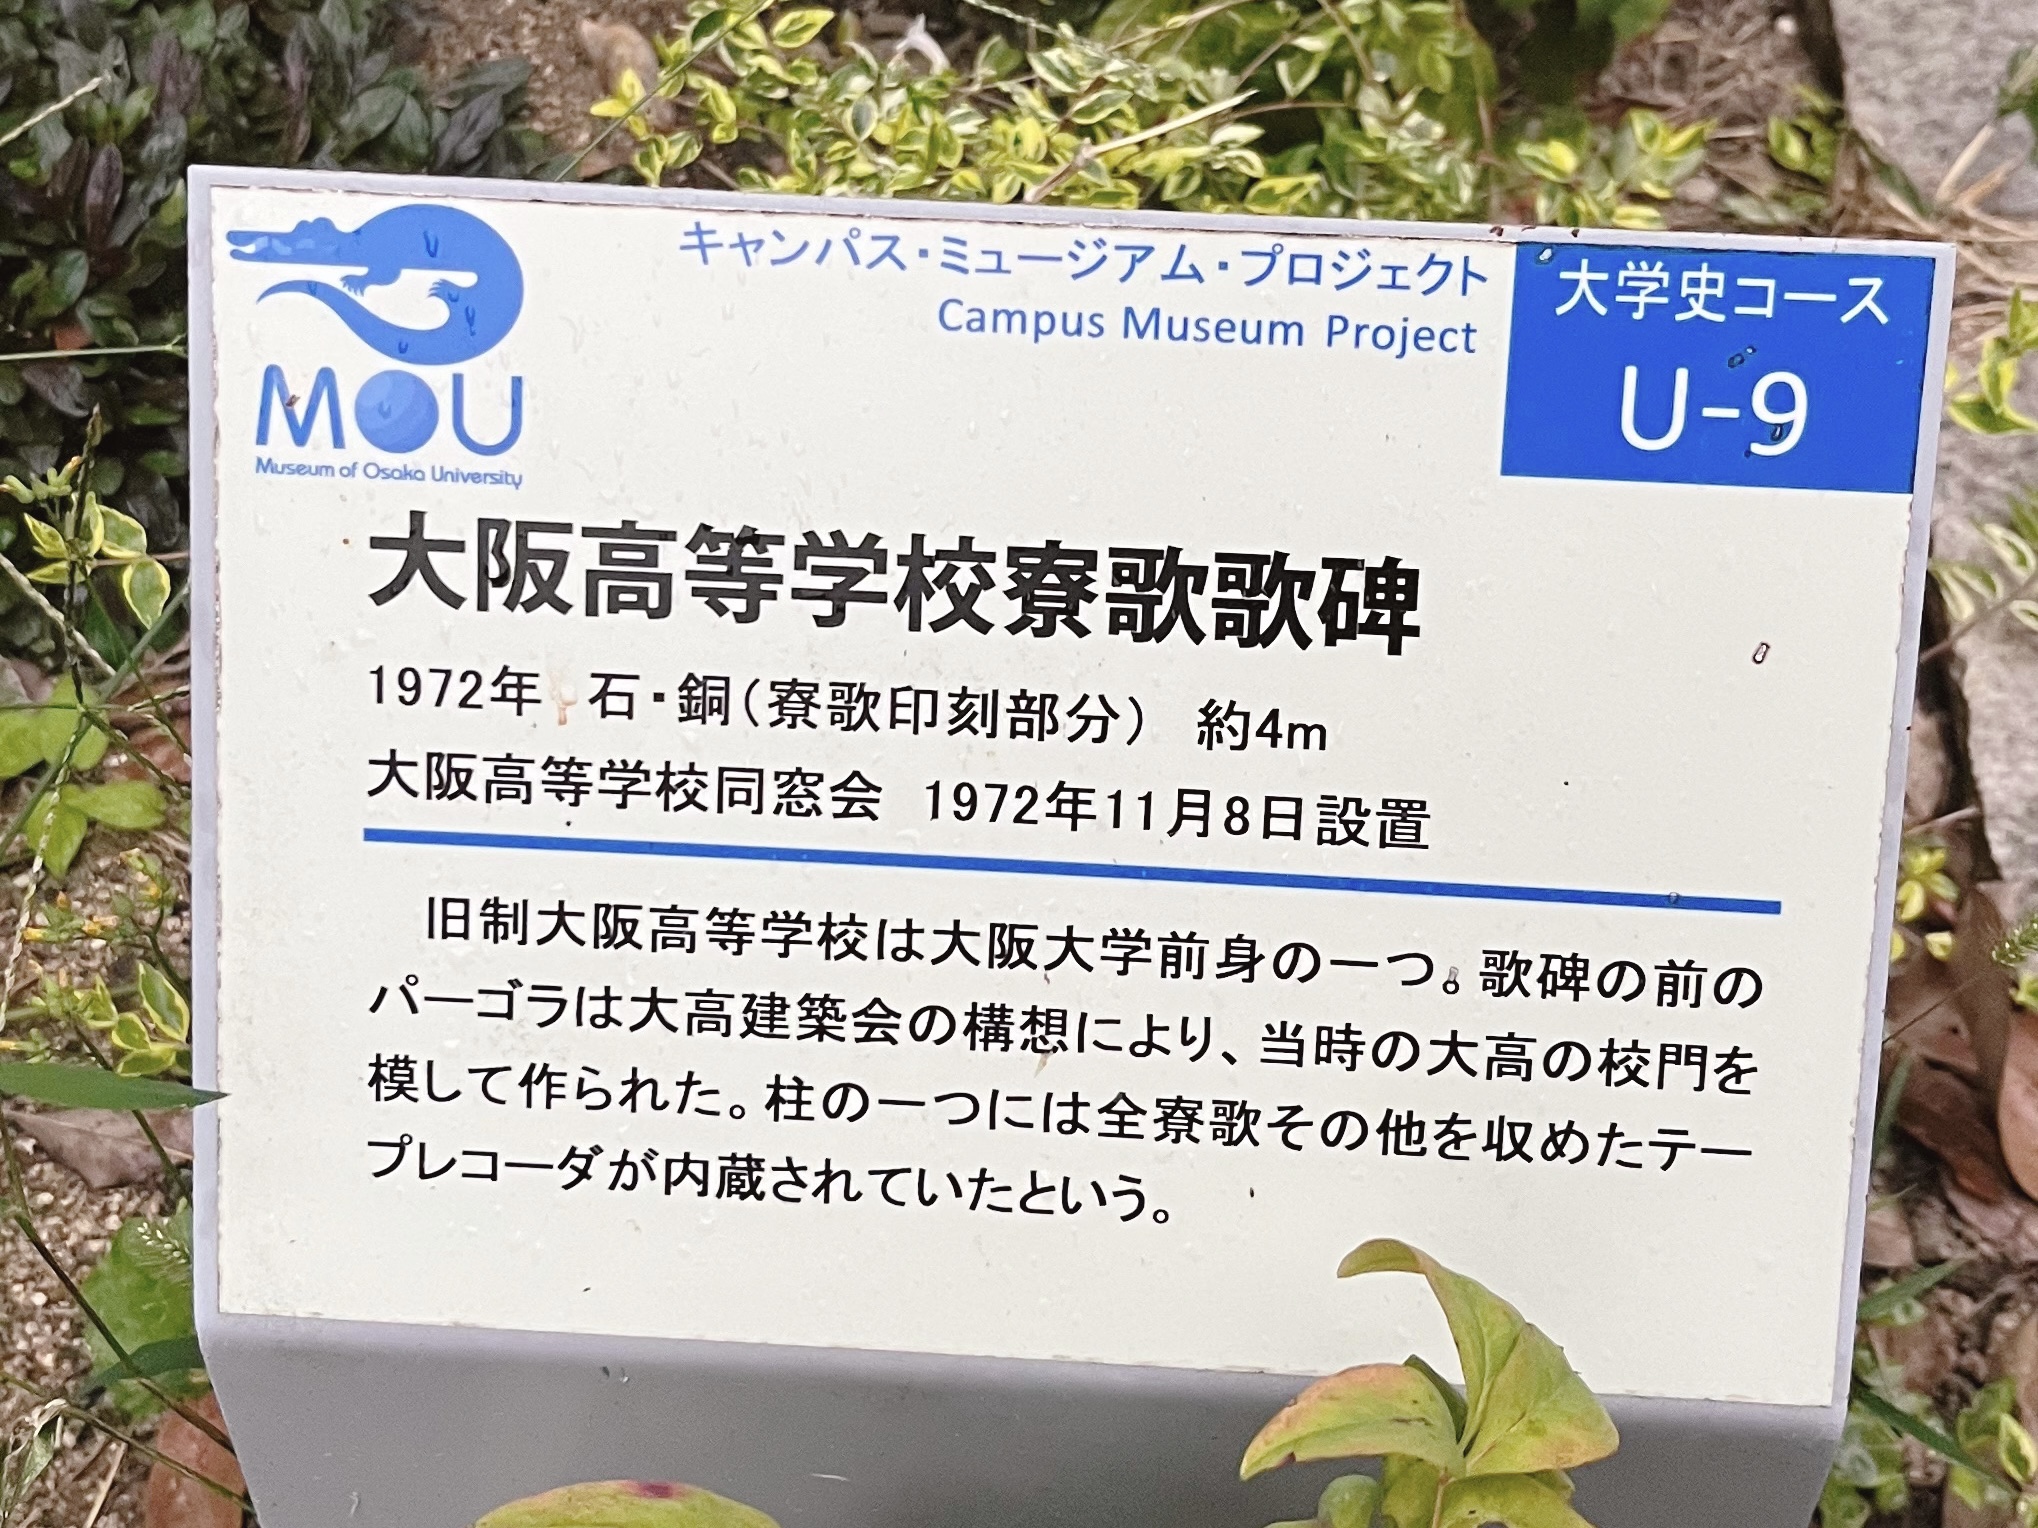 キャンパス・ミュージアム・プロジェクト
Campus Museum Project
大学史コース
U-9
MOU
Museum of Osaka University
大阪高等学校寮歌歌碑
1972年 石・銅（寮歌印刻部分） 約4m
大阪高等学校同窓会 1972年11月8日設置
旧制大阪高等学校は大阪大学前身の一つ。歌碑の前の
パーゴラは大高建築会の構想により、当時の大高の校門を
模して作られた。柱の一つには全寮歌その他を収めたテー
プレコーダが内蔵されていたという。